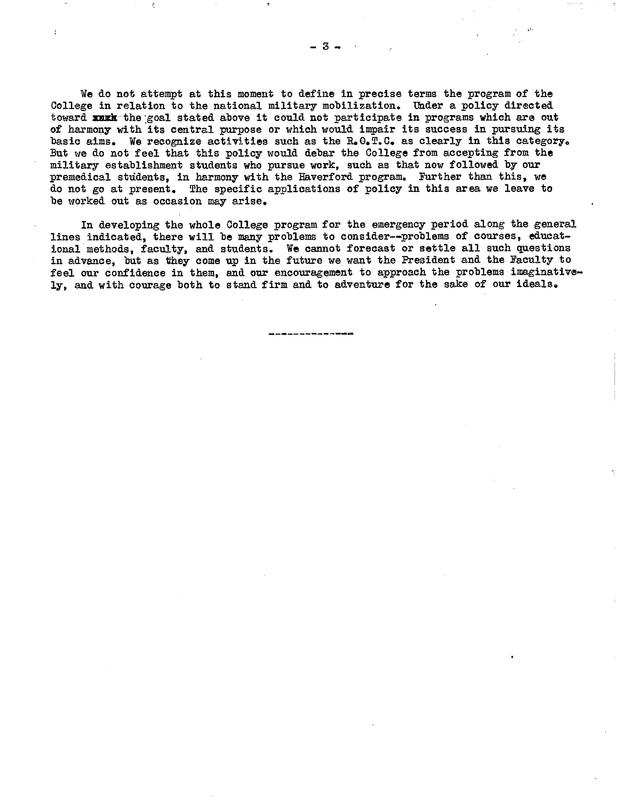 - 3 -
We do not attempt at this moment to define in precise terms the program of the
College in relation to the national military mobilization. Under a policy directed
toward the goal stated above it could not participate in programs which are out
of harmony with its central purpose or which would impair its success in pursuing its
basic aims. We recognize activities such as the R.O.T.C. as clearly in this category.
But we do not feel that this policy would debar the College from accepting from the
military establishment students who pursue work, such as that now followed by our
premedical students, in harmony with the Haverford program. Further than this, we
do not go at present. The specific applications of policy in this area we leave to
be worked out as occasion may arise.
In developing the whole College program for the emergency period along the general
lines indicated, there will be many problems to consider--problems of courses, educat-
ional methods, faculty, and students. We cannot forecast or settle all such questions
in advance, but as they come up in the future we want the President and the Faculty to
feel our confidence in them, and our encouragement to approach the problems imaginative-
ly, and with courage both to stand firm and to adventure for the sake of our ideals.
--------------